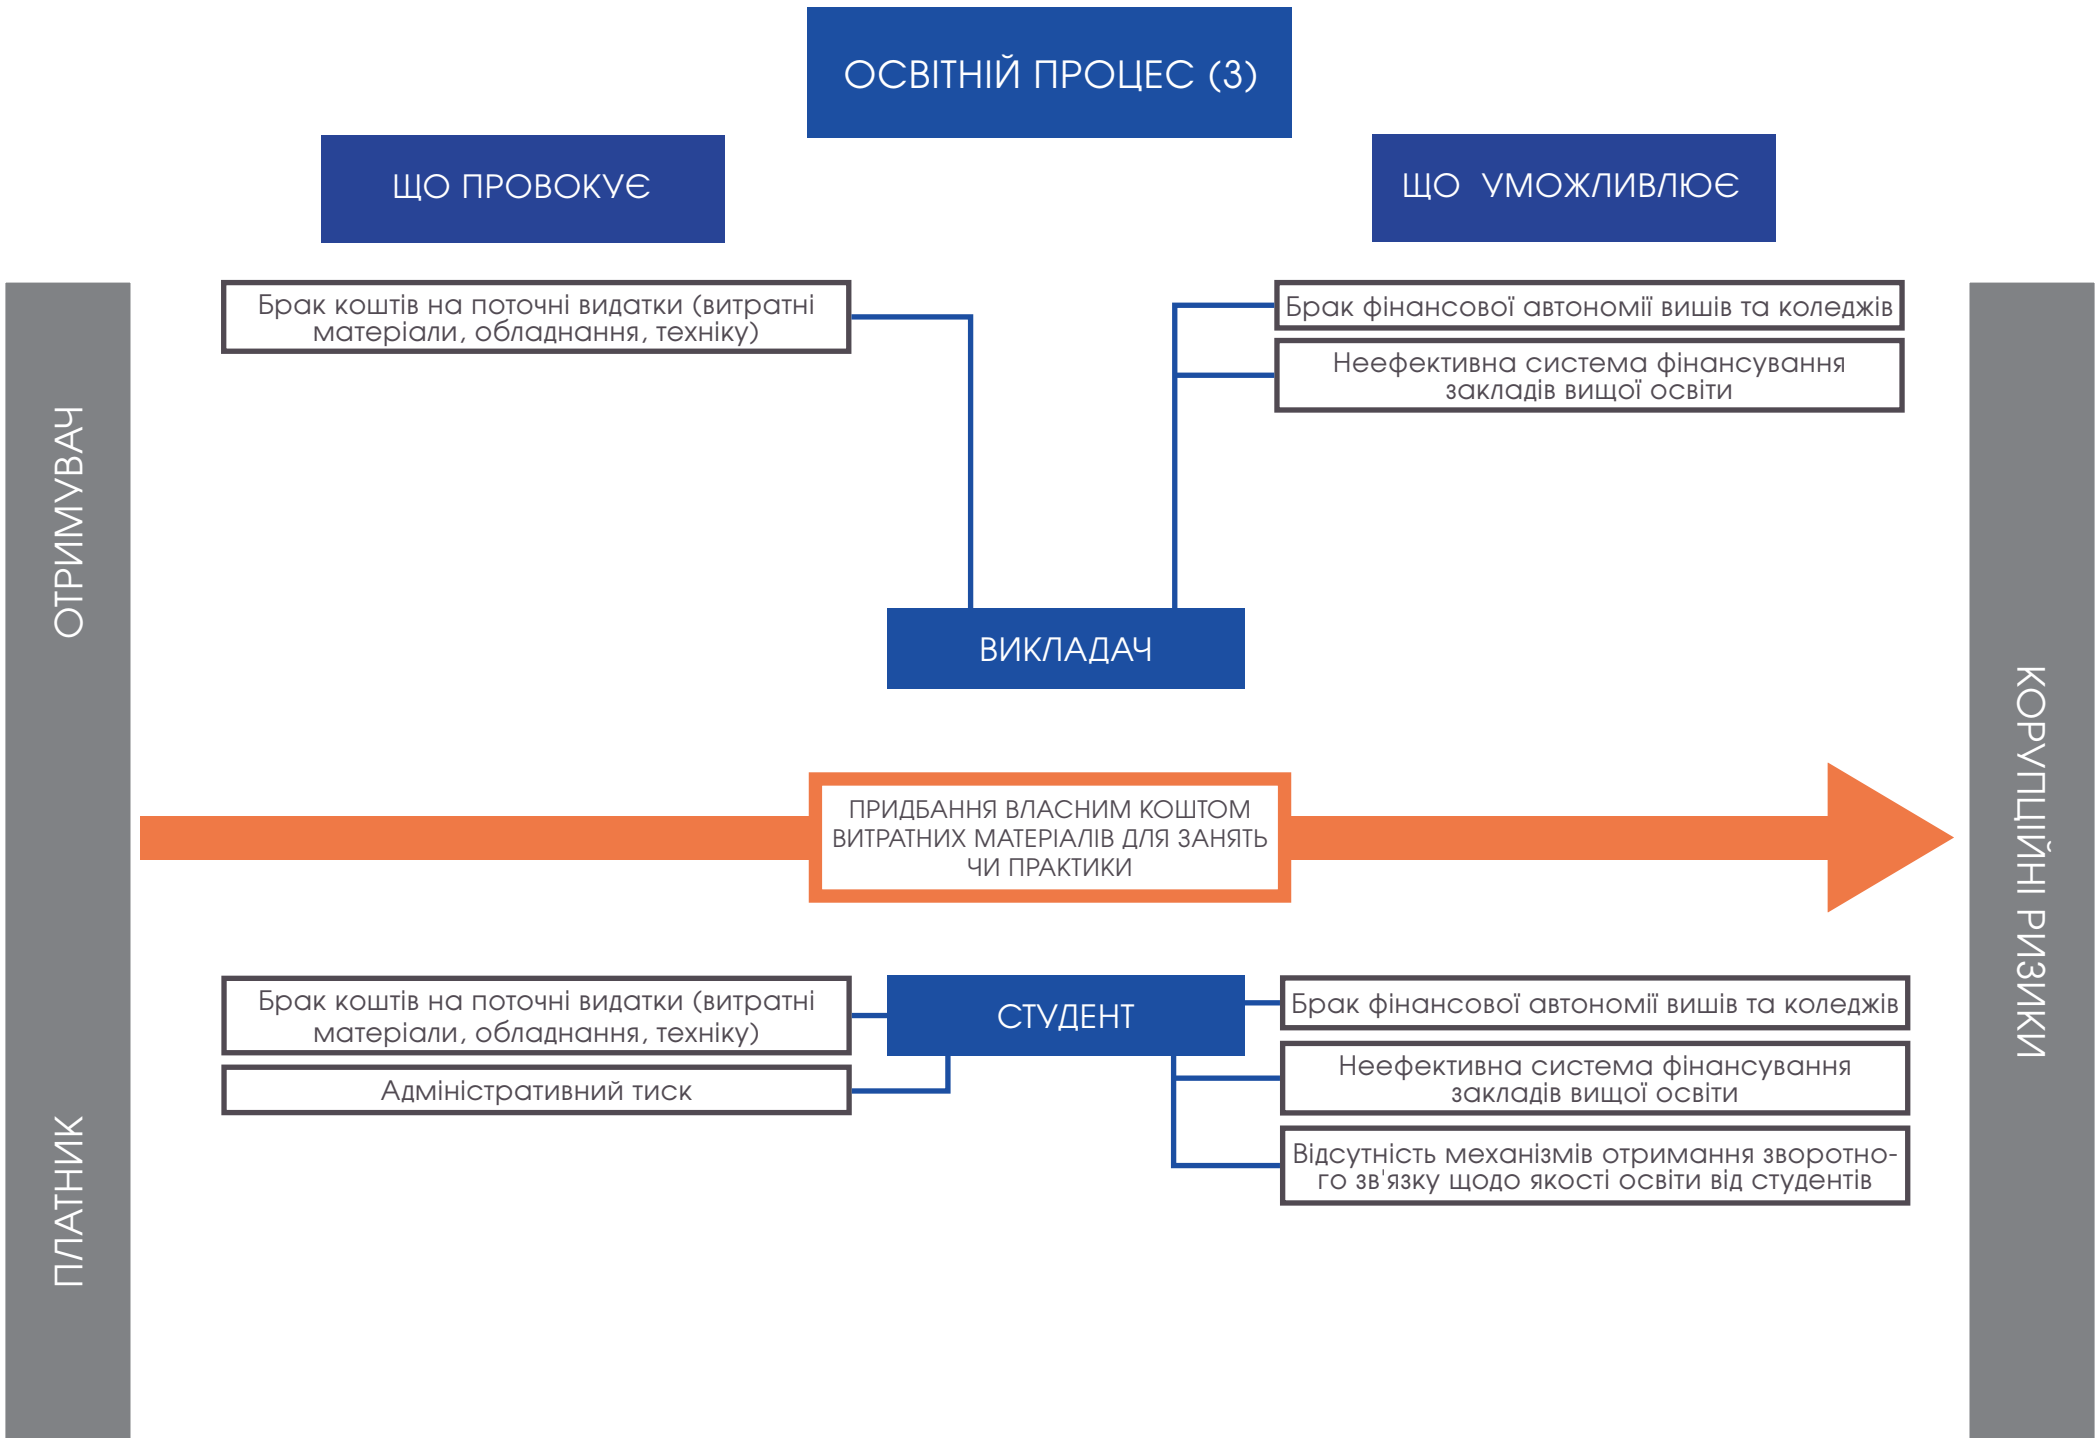 ОСВІТНІЙ ПРОЦЕС (3)
ЩО ПРОВОКУЄ
ЩО УМОЖЛИВЛЮЄ
ОТРИМУВАЧ
Брак коштів на поточні видатки (витратні
матеріали, обладнання, техніку)
Брак фінансової автономії вишів та коледжів
Неефективна система фінансування
закладів вищої освіти
ВИКЛАДАЧ
ПРИДБАННЯ ВЛАСНИМ КОШТОМ
ВИТРАТНИХ МАТЕРІАЛІВ ДЛЯ ЗАНЯТЬ
ЧИ ПРАКТИКИ
КОРУПЦІЙНІ РИЗИКИ
ПЛАТНИК
Брак коштів на поточні видатки (витратні
матеріали, обладнання, техніку)
Адміністративний тиск
СТУДЕНТ
Брак фінансової автономії вишів та коледжів
Неефективна система фінансування
закладів вищої освіти
Відсутність механізмів отримання зворотно-
го зв'язку щодо якості освіти від студентів